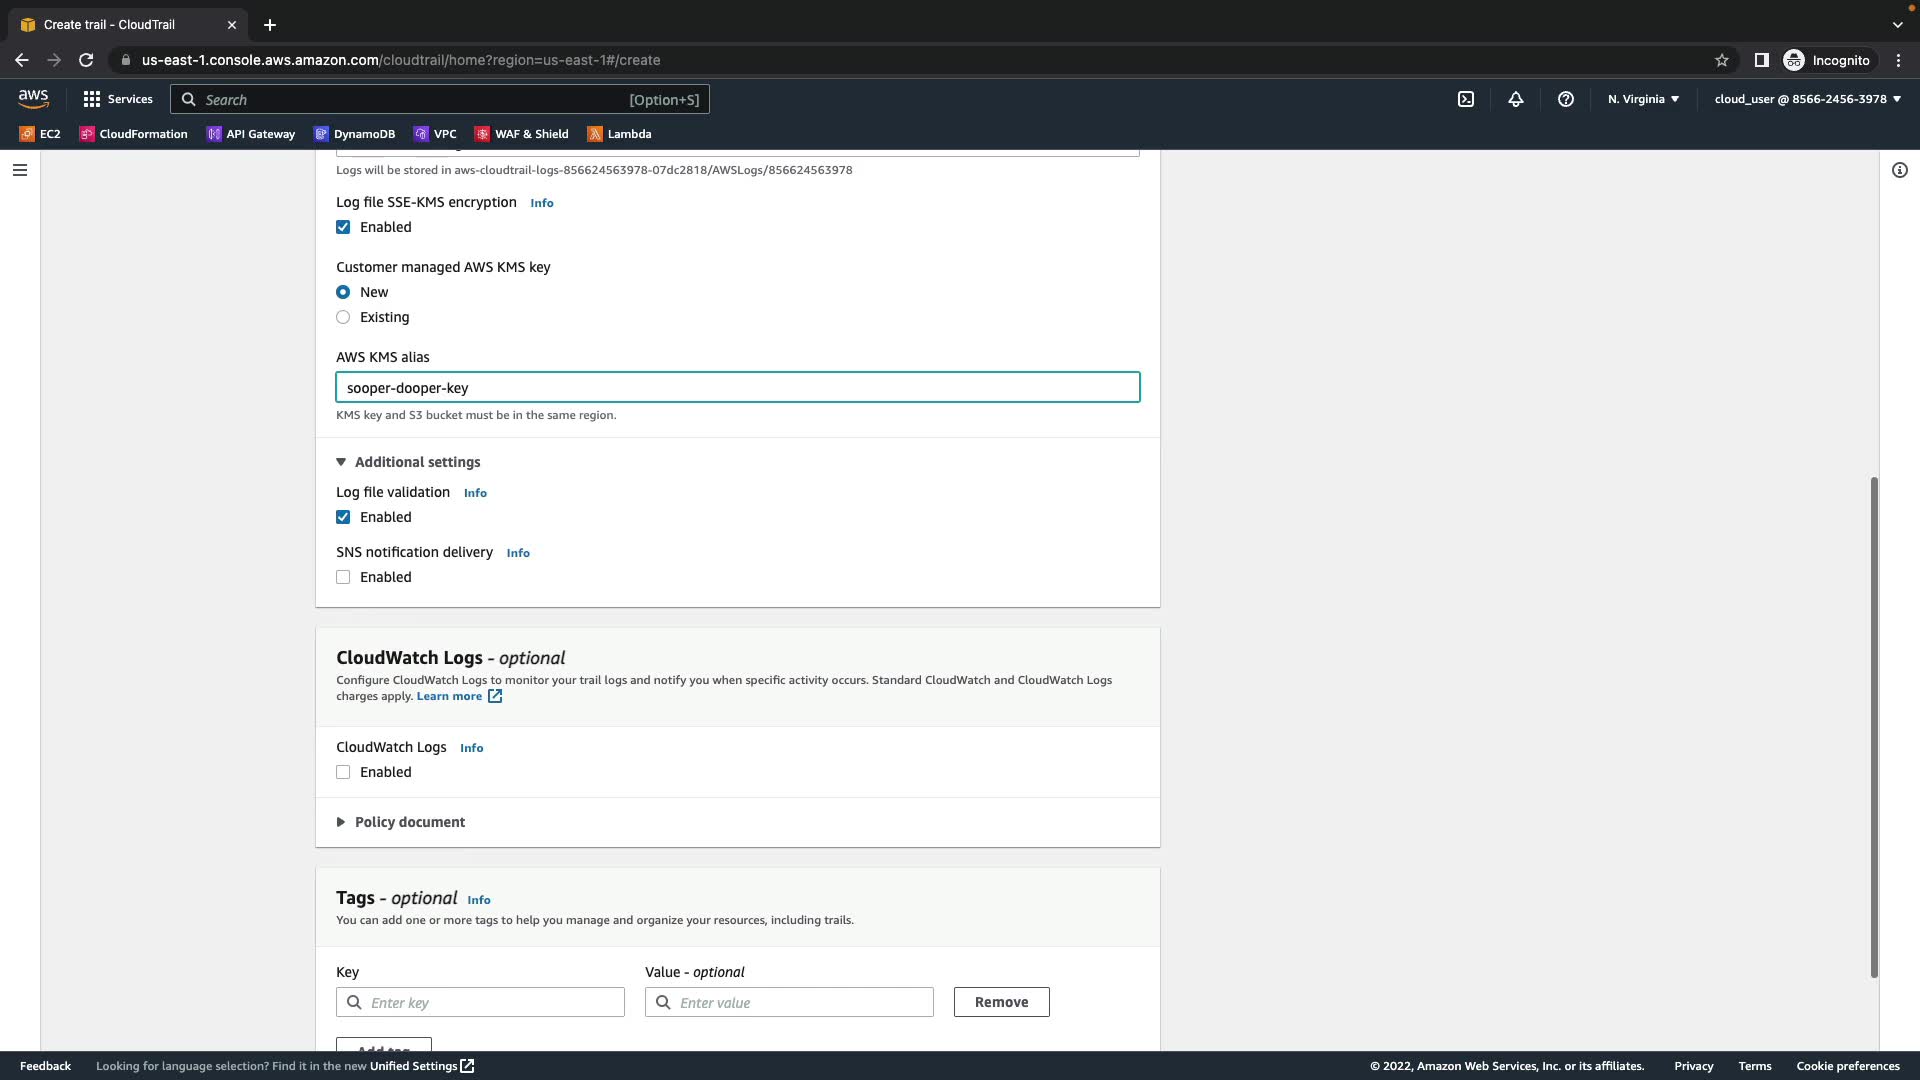 Create trail - CloudTrail
us-east-1.console.aws.amazon.com/cloudtrail/home?region=us-east-1#/create
Incognito
aws
Services
Search
[Option+S]
N. Virginia
cloud_user @ 8566-2456-3978
EC2
CloudFormation
API Gateway
DynamoDB
VPC
WAF & Shield
Lambda
Logs will be stored in aws-cloudtrail-logs-856624563978-07dc2818/AWSLogs/856624563978
Log file SSE-KMS encryption Info
Enabled
Customer managed AWS KMS key
New
Existing
AWS KMS alias
sooper-dooper-key
KMS key and S3 bucket must be in the same region.
Additional settings
Log file validation Info
Enabled
SNS notification delivery Info
Enabled
CloudWatch Logs - optional
Configure CloudWatch Logs to monitor your trail logs and notify you when specific activity occurs. Standard CloudWatch and CloudWatch Logs
charges apply. Learn more
CloudWatch Logs Info
Enabled
Policy document
Tags - optional Info
You can add one or more tags to help you manage and organize your resources, including trails.
Key
Value - optional
Enter key
Enter value
Remove
Add tag
Feedback
Looking for language selection? Find it in the new Unified Settings
© 2022, Amazon Web Services, Inc. or its affiliates.
Privacy
Terms
Cookie preferences